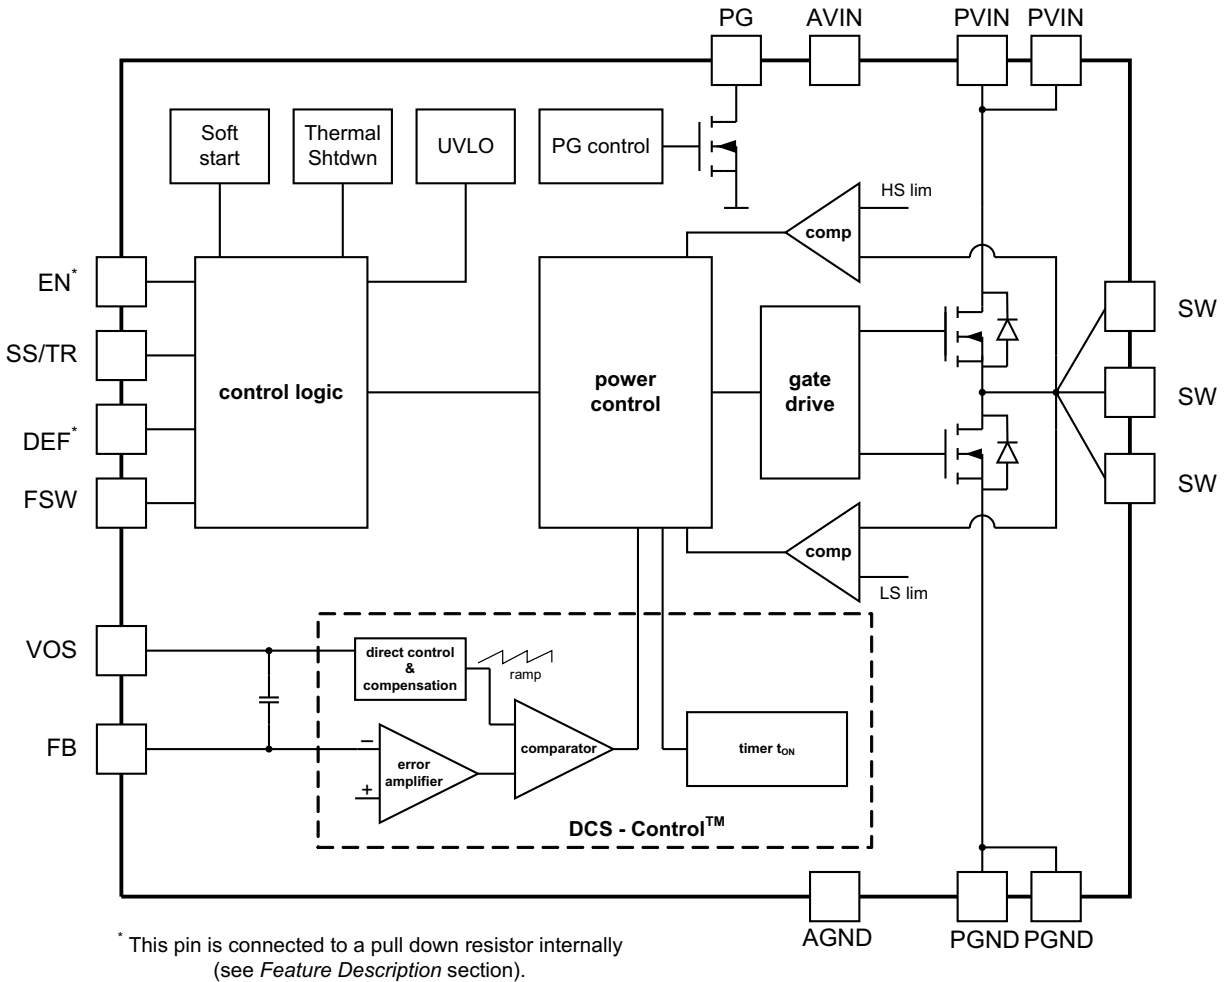 PG AVIN PVIN PVIN
Soft
start
Thermal
Shtdwn
UVLO
PG control
HS lim
comp
EN*
SS/TR
DEF*
FSW
control logic
power
control
gate
drive
SW
SW
SW
comp
LS lim
VOS
FB
direct control
&
compensation
ramp
error
amplifier
− 
+
comparator
timer tON
DCS - Control™
AGND PGND PGND
* This pin is connected to a pull down resistor internally
(see Feature Description section).